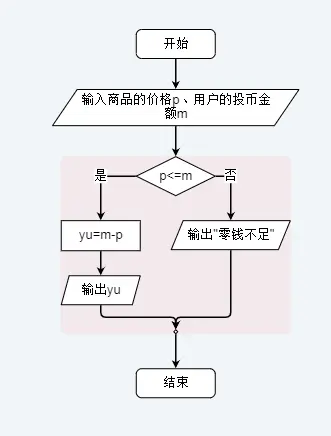 开始
输入商品的价格p、用户的投币金
额m
p<=m
是
否
yu=m-p
输出"零钱不足"
输出yu
结束